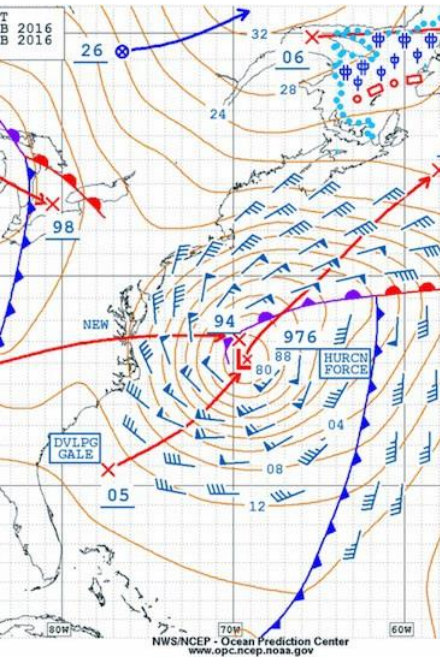 T
B 2016
B 2016
26
32
06
28
24
98
NEW
94
976
88
80
HURCN
FORCE
04
DVLPG
GALE
05
08
12
80W
70W
60W
NWS/NCEP - Ocean Prediction Center
www.opc.ncep.noaa.gov
L